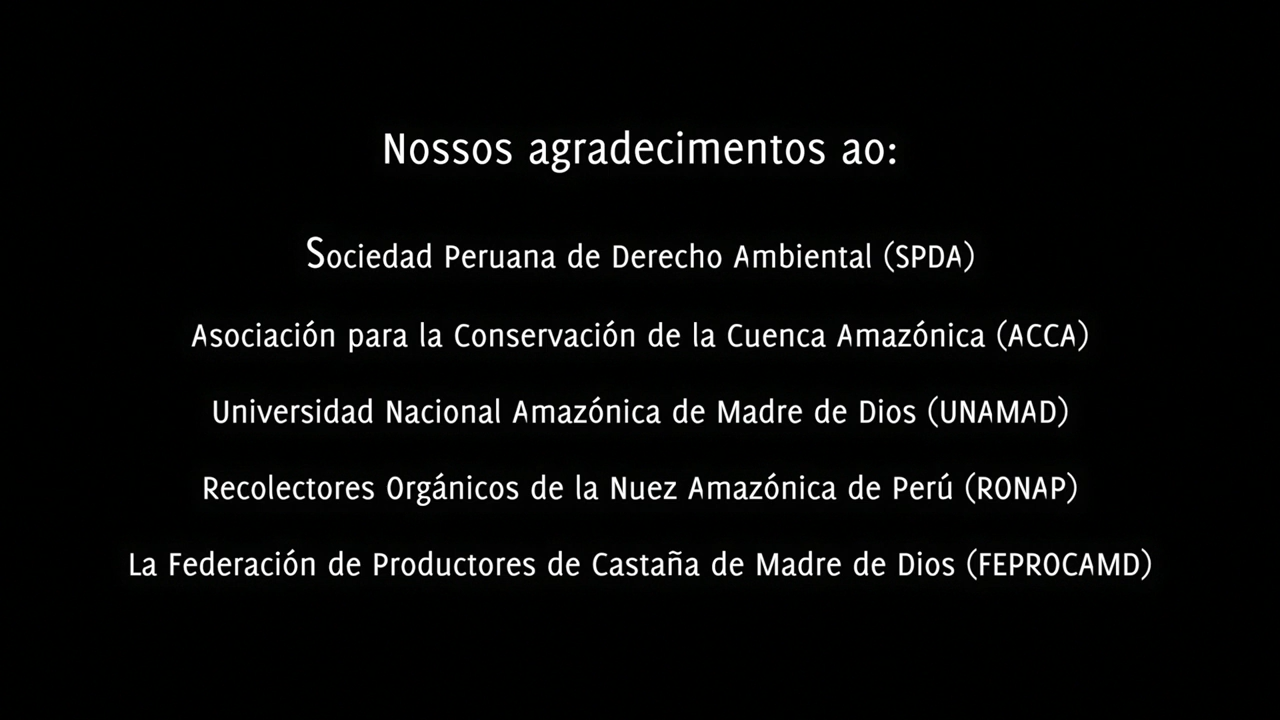 Nossos agradecimentos ao:
Sociedad Peruana de Derecho Ambiental (SPDA)
Asociación para la Conservación de la Cuenca Amazónica (ACCA)
Universidad Nacional Amazónica de Madre de Dios (UNAMAD)
Recolectores Orgánicos de la Nuez Amazónica de Perú (RONAP)
La Federación de Productores de Castaña de Madre de Dios (FEPROCAMD)